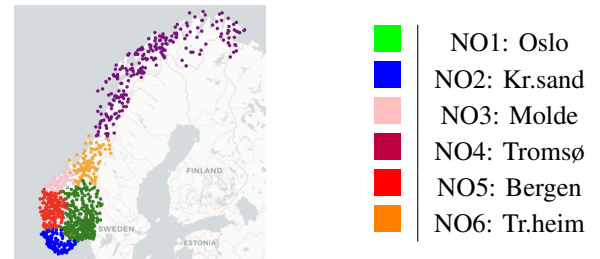 FINLAND
SWEDEN
ESTONIA
NO1: Oslo
NO2: Kr.sand
NO3: Molde
NO4: Tromsø
NO5: Bergen
NO6: Tr.heim